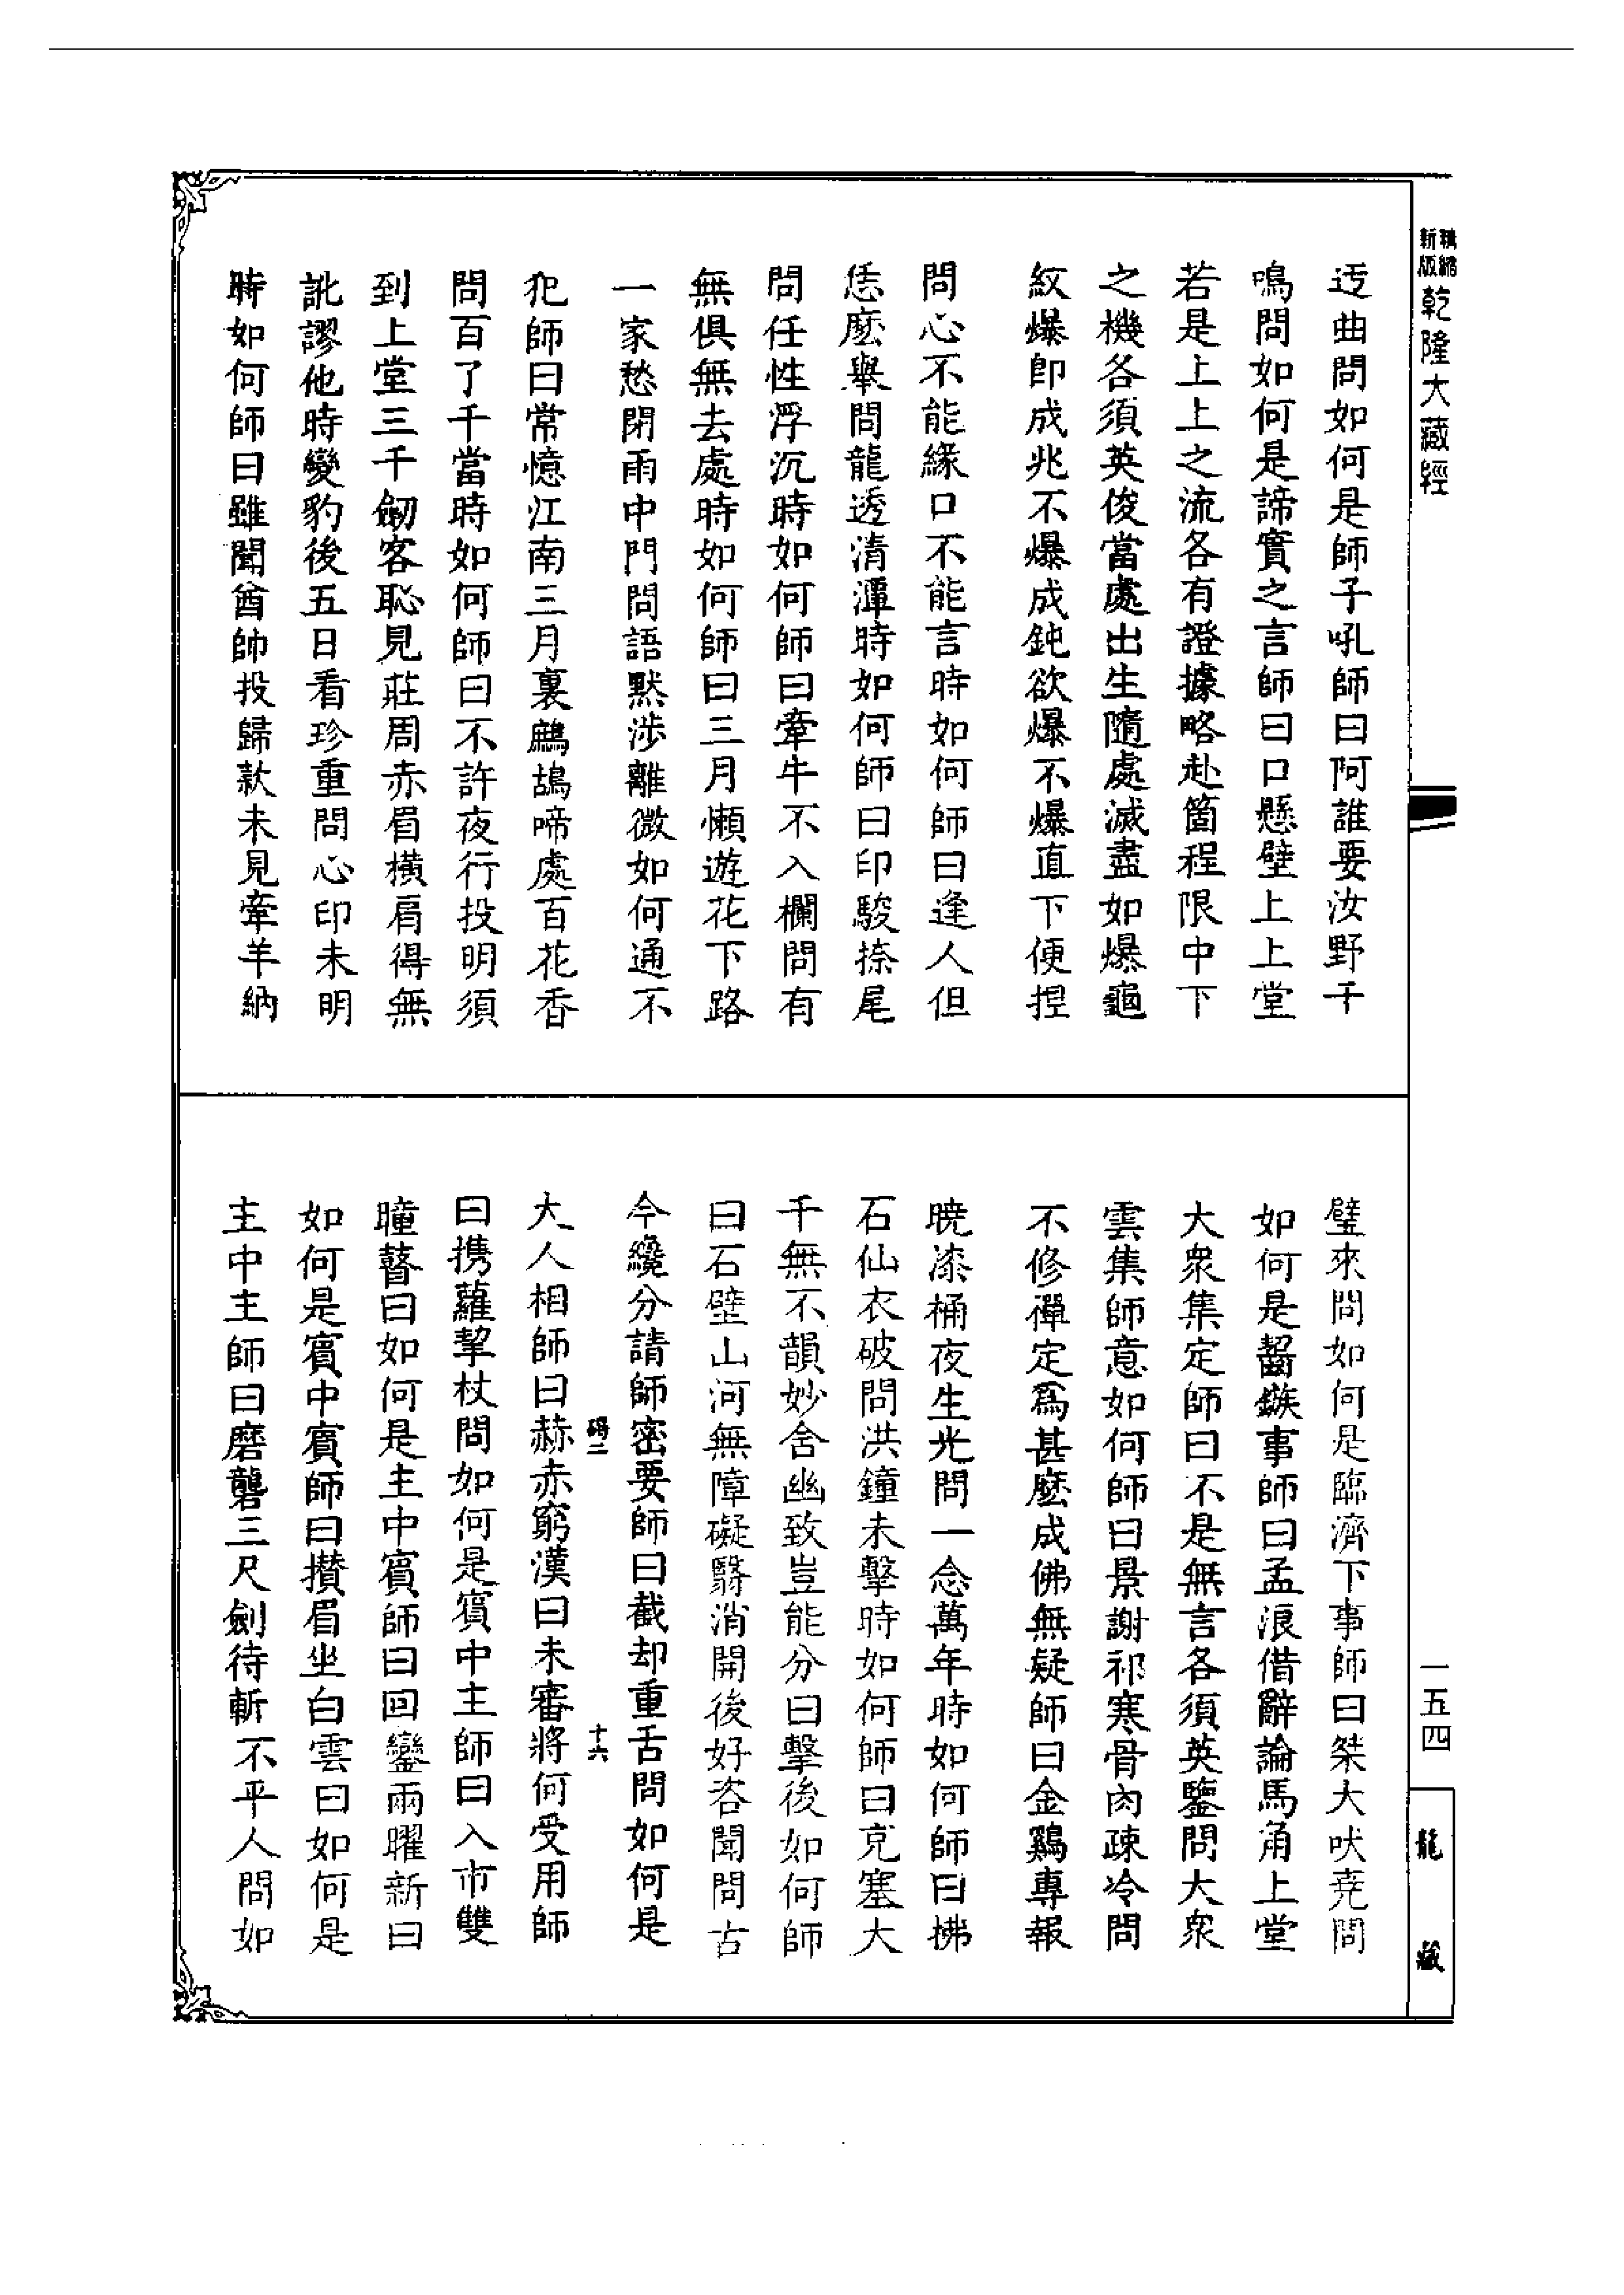 精縮
新版
乾隆大藏經
迃曲問如何是師子吼師曰阿誰要汝野干
鳴問如何是諦實之言師曰口懸壁上上堂
若是上上之流各有證據略赴箇程限中下
之機各須英俊當處出生隨處滅盡如爆龜
紋爆即成兆不爆成鈍欲爆不爆直下便捏
問心不能緣口不能言時如何師曰逢人但
恁麼舉問龍透清潭時如何師曰印駿捺尾
問任性浮沉時如何師曰牽牛不入欄問有
無俱無去處時如何師曰三月懶遊花下路
一家愁閉雨中門問語默涉離微如何通不
犯師曰常憶江南三月裏鷓鴣啼處百花香
問百了千當時如何師曰不許夜行投明須
到上堂三千劒客恥見莊周赤眉橫肩得無
訛謬他時變豹後五日看珍重問心印未明
時如何師曰雖聞酋帥投歸款未見牽羊納
璧來問如何是臨濟下事師曰桀犬吠堯問
如何是齧鏃事師曰孟浪借辭論馬角上堂
大衆集定師曰不是無言各須英鑒問大衆
雲集師意如何師曰景謝祁寒骨肉疎冷問
不修禪定爲甚麼成佛無疑師曰金鷄專報
曉漆桶夜生光問一念萬年時如何師曰拂
石仙衣破問洪鐘未擊時如何師曰充塞大
千無不韻妙含幽致豈能分曰擊後如何師
曰石壁山河無障礙翳消開後好咨聞問古
今纔分請師密要師曰截却重舌問如何是
大人相師曰赫赤窮漢曰未審將何受用師
碍二
十六
曰攜蘿挈杖問如何是賓中主師曰入市雙
瞳瞽曰如何是主中賓師曰回鑾兩曜新曰
如何是賓中賓師曰攢眉坐白雲曰如何是
主中主師曰磨礱三尺劍待斬不平人問如
一五四
龍藏